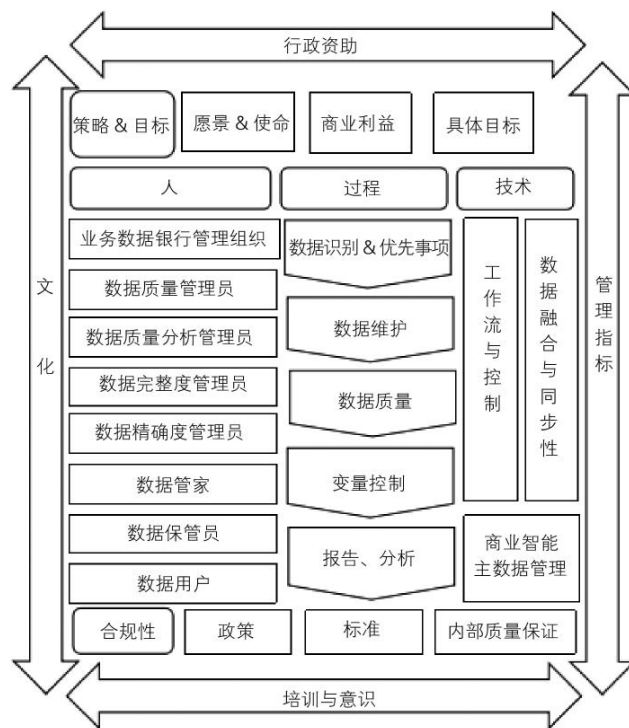 行政资助
策略 & 目标
愿景 & 使命
商业利益
具体目标
人
过程
技术
业务数据银行管理组织
数据质量管理员
数据质量分析管理员
数据完整度管理员
数据精确度管理员
数据管家
数据保管员
数据用户
数据识别 & 优先事项
数据维护
数据质量
变量控制
报告、分析
工作流与控制
数据融合与同步性
商业智能
主数据管理
合规性
政策
标准
内部质量保证
文化
管理指标
培训与意识